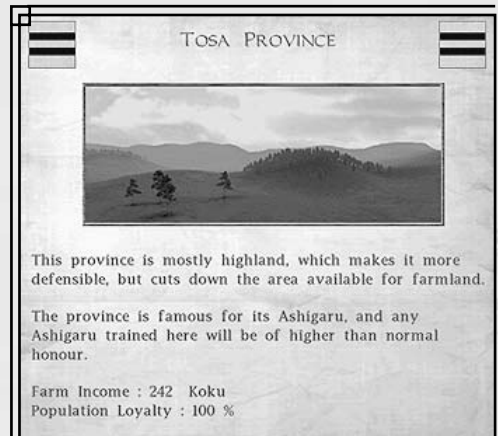 Tosa Province
This province is mostly highland, which makes it more
defensible, but cuts down the area available for farmland.
The province is famous for its Ashigaru, and any
Ashigaru trained here will be of higher than normal
honour.
Farm Income : 242 Koku
Population Loyalty : 100 %